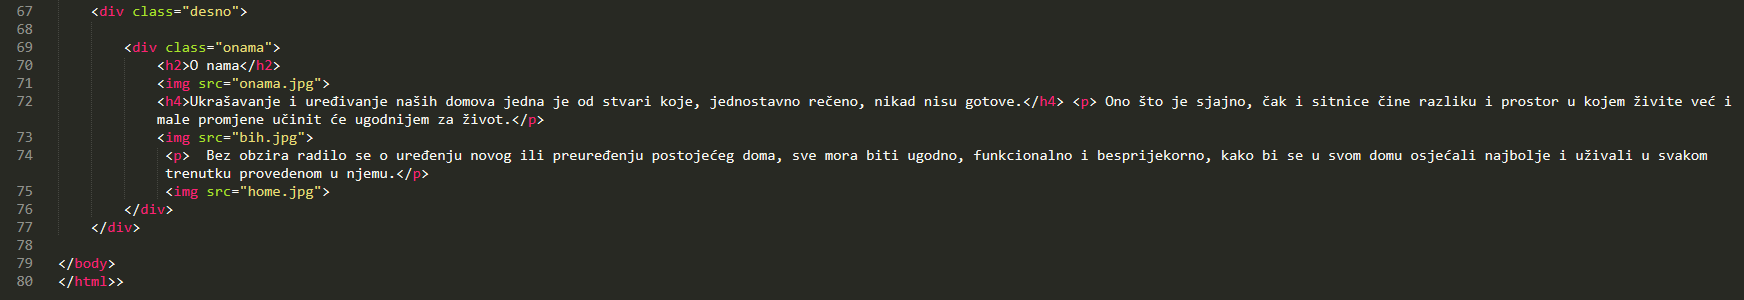 67 <div class="desno">
68
69 <div class="onama">
70 <h2>O nama</h2>
71 <img src="onama.jpg">
72 <h4>Ukrašavanje i uređivanje naših domova jedna je od stvari koje, jednostavno rečeno, nikad nisu gotove.</h4> <p> Ono što je sjajno, čak i sitnice čine razliku i prostor u kojem živite već i
male promjene učinit će ugodnijem za život.</p>
73 <img src="bih.jpg">
74 <p>  Bez obzira radilo se o uređenju novog ili preuređenju postojećeg doma, sve mora biti ugodno, funkcionalno i besprijekorno, kako bi se u svom domu osjećali najbolje i uživali u svakom
trenutku provedenom u njemu.</p>
75 <img src="home.jpg">
76 </div>
77 </div>
78
79 </body>
80 </html>>